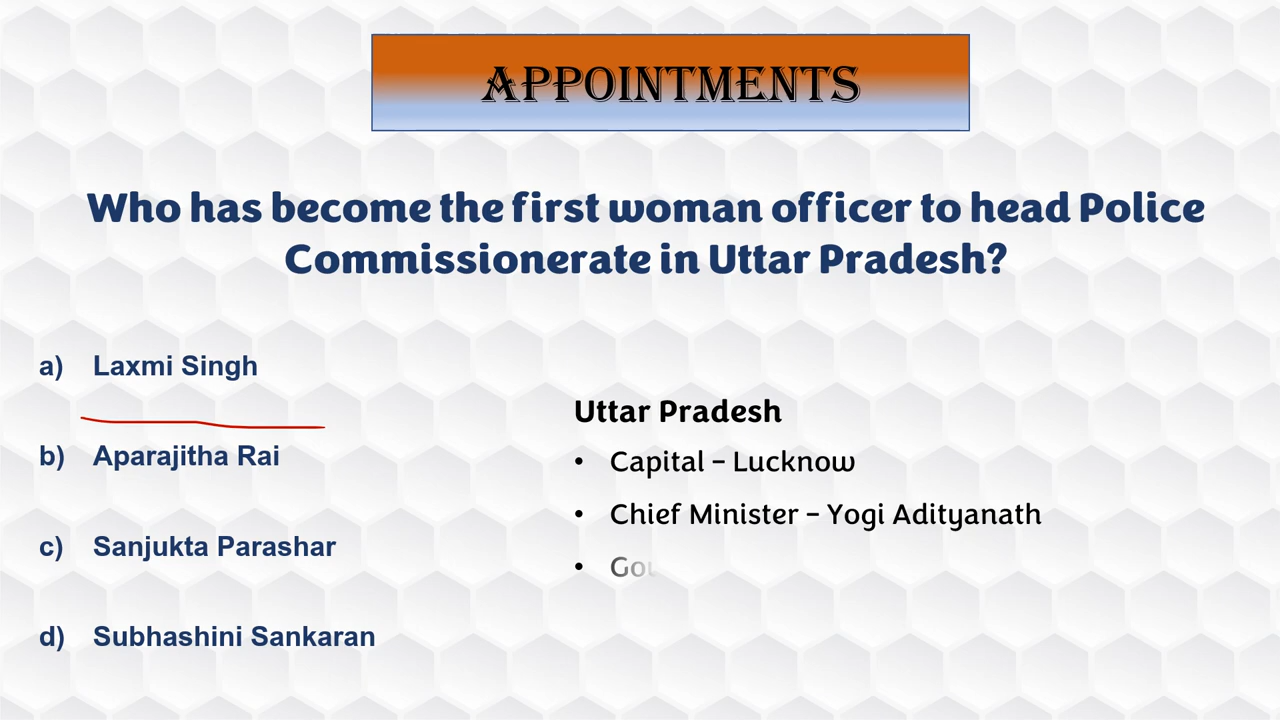 APPOINTMENTS
Who has become the first woman officer to head Police
Commissionerate in Uttar Pradesh?
a) Laxmi Singh
b) Aparajitha Rai
c) Sanjukta Parashar
d) Subhashini Sankaran
Uttar Pradesh
• Capital – Lucknow
• Chief Minister – Yogi Adityanath
•